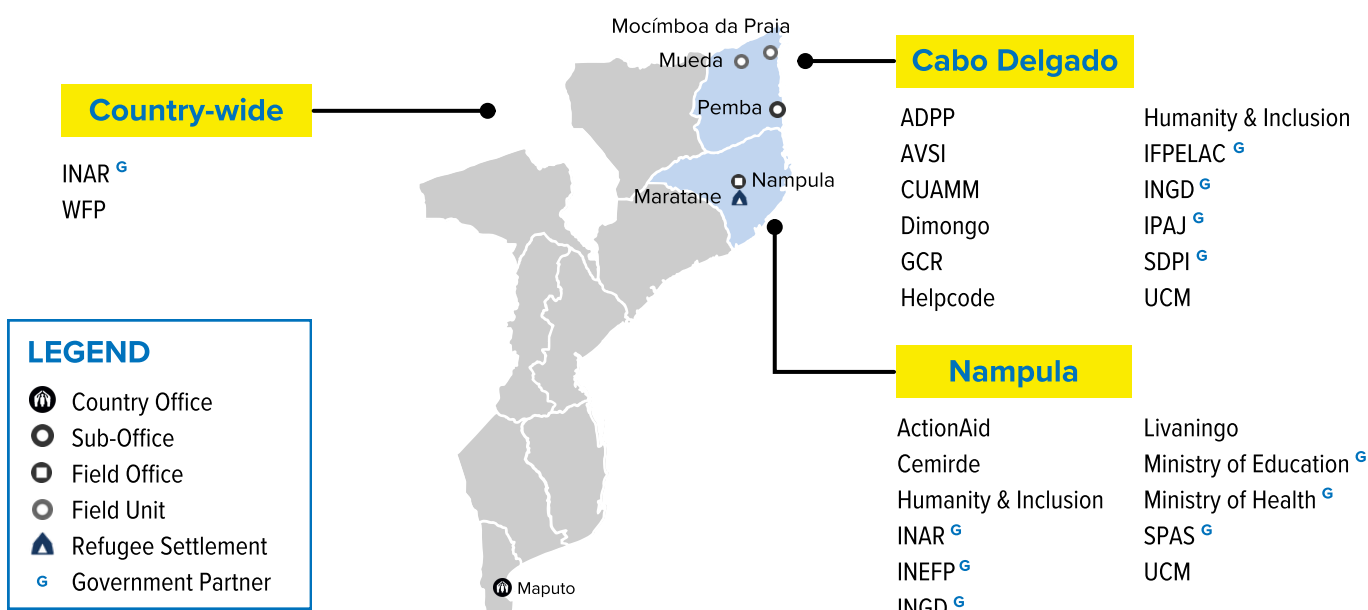 Mocímboa da Praia
Mueda
Pemba
Nampula
Maratane
Maputo
Country-wide
INAR G
WFP
LEGEND
Country Office
Sub-Office
Field Office
Field Unit
Refugee Settlement
G Government Partner
Cabo Delgado
ADPP
AVSI
CUAMM
Dimongo
GCR
Helpcode
Humanity & Inclusion
IFPELAC G
INGD G
IPAJ G
SDPI G
UCM
Nampula
ActionAid
Cemirde
Humanity & Inclusion
INAR G
INEFP G
INGD G
Livaningo
Ministry of Education G
Ministry of Health G
SPAS G
UCM